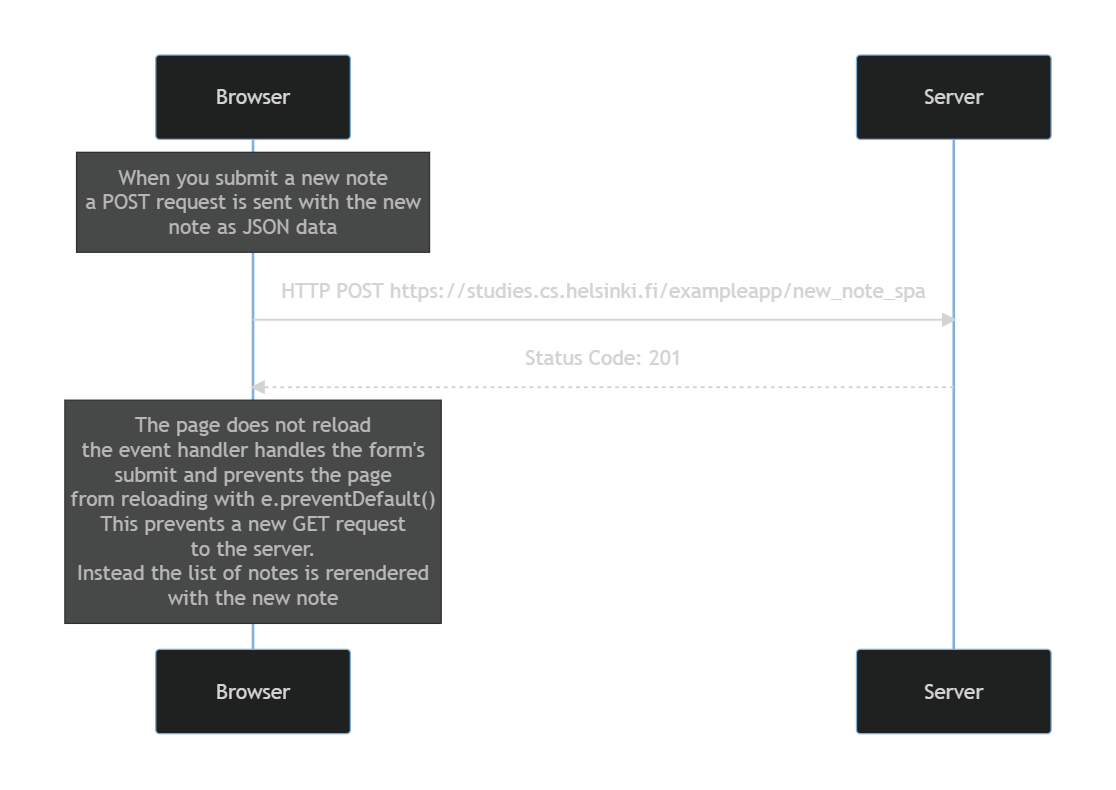 Browser
Server
When you submit a new note
a POST request is sent with the new
note as JSON data
HTTP POST https://studies.cs.helsinki.fi/exampleapp/new_note_spa
Status Code: 201
The page does not reload
the event handler handles the form's
submit and prevents the page
from reloading with e.preventDefault()
This prevents a new GET request
to the server.
Instead the list of notes is rerendered
with the new note
Browser
Server